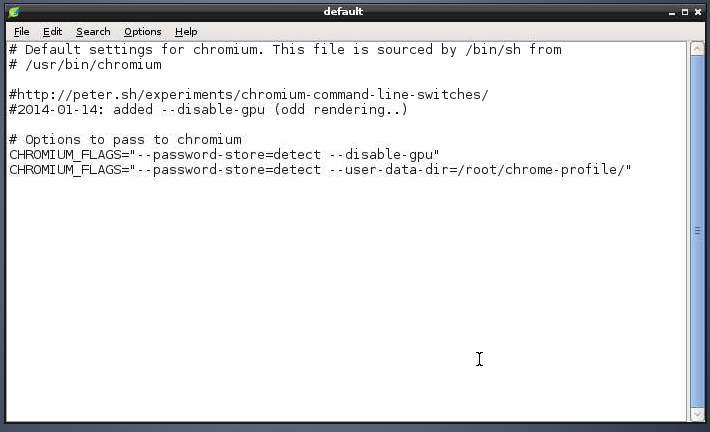 default
File Edit Search Options Help
# Default settings for chromium. This file is sourced by /bin/sh from
# /usr/bin/chromium
#http://peter.sh/experiments/chromium-command-line-switches/
#2014-01-14: added --disable-gpu (odd rendering..)
# Options to pass to chromium
CHROMIUM_FLAGS="--password-store=detect --disable-gpu"
CHROMIUM_FLAGS="--password-store=detect --user-data-dir=/root/chrome-profile/"